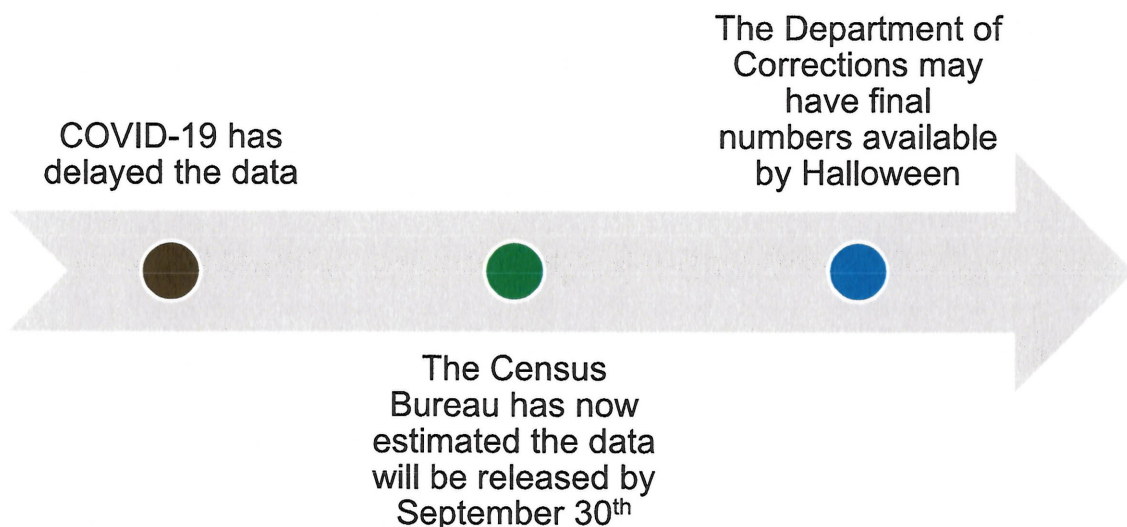 COVID-19 has
delayed the data
The Census
Bureau has now
estimated the data
will be released by
September 30th
The Department of
Corrections may
have final
numbers available
by Halloween